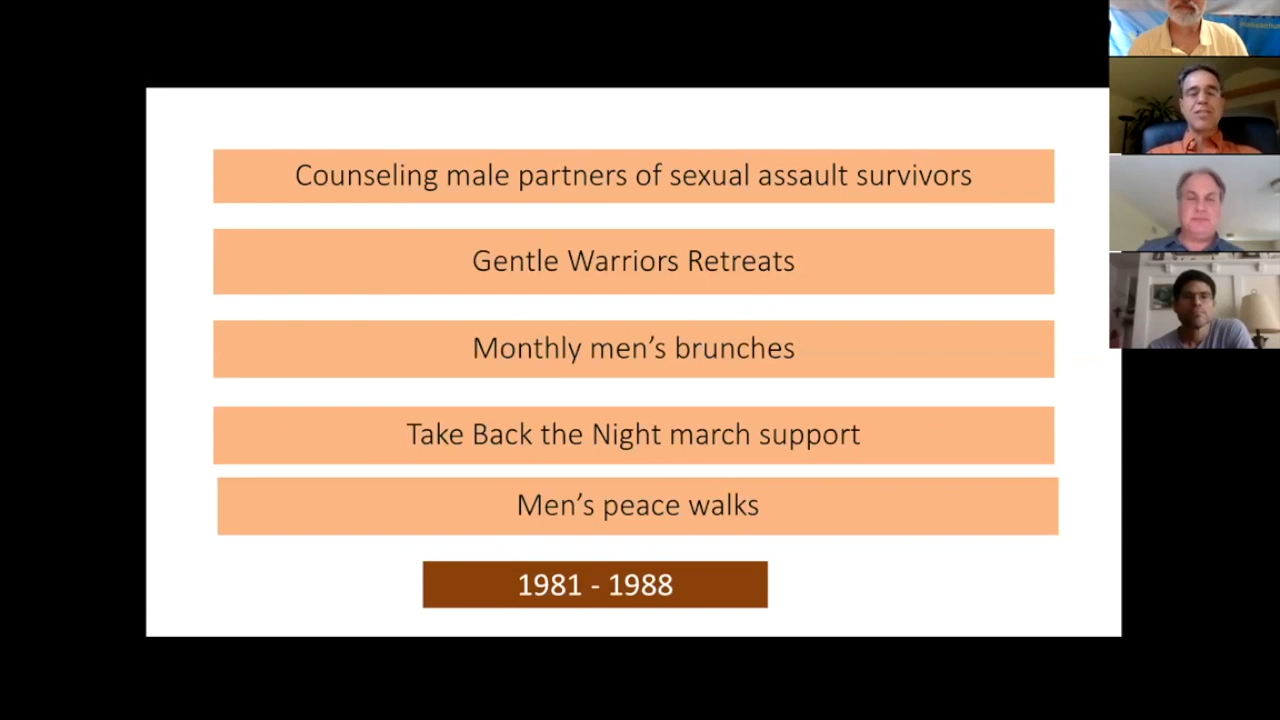 Counseling male partners of sexual assault survivors
Gentle Warriors Retreats
Monthly men’s brunches
Take Back the Night march support
Men’s peace walks
1981 - 1988